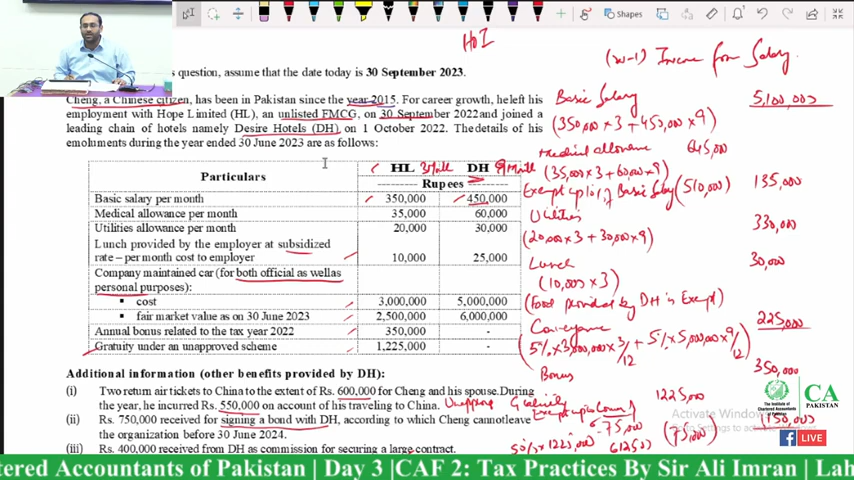 Shapes
HOI
(w-1) Income from Salary
s question, assume that the date today is 30 September 2023.
Cheng, a Chinese citizen, has been in Pakistan since the year 2015. For career growth, he left his
employment with Hope Limited (HL), an unlisted FMCG, on 30 September 2022 and joined a
leading chain of hotels namely Desire Hotels (DH) on 1 October 2022. The details of his
emoluments during the year ended 30 June 2023 are as follows:
Particulars HL DH
Rupees
Basic salary per month 350,000 450,000
Medical allowance per month 35,000 60,000
Utilities allowance per month 20,000 30,000
Lunch provided by the employer at subsidized
rate – per month cost to employer 10,000 25,000
Company maintained car (for both official as wellas
personal purposes):
▪ cost 3,000,000 5,000,000
▪ fair market value as on 30 June 2023 2,500,000 6,000,000
Annual bonus related to the tax year 2022 350,000 -
Gratuity under an unapproved scheme 1,225,000 -
Additional information (other benefits provided by DH):
(i) Two return air tickets to China to the extent of Rs. 600,000 for Cheng and his spouse. During
the year, he incurred Rs. 550,000 on account of his traveling to China.
(ii) Rs. 750,000 received for signing a bond with DH, according to which Cheng cannot leave
the organization before 30 June 2024.
(iii) Rs. 400,000 received from DH as commission for securing a large contract.
Basic Salary 5,100,000
(350,000 x 3 + 450,000 x 9)
Medical allowance 645,000
(35,000 x 3 + 60,000 x 9)
Exempt upto 10% of Basic Salary (510,000) 135,000
Utilities 330,000
(20,000 x 3 + 30,000 x 9)
Lunch 30,000
(10,000 x 3)
(Food provided by DH is Exempt)
Conveyance 225,000
(5% x 3,000,000 x 3/12 + 5% x 5,000,000 x 9/12)
Bonus 350,000
Gratuity 1225,000
Exempt upto Lower of
75,000
50% x 1225,000 612500 (75,000) 1150,000
Activate Windows
The Institute of
Chartered Accountants
CA
PAKISTAN
LIVE
tered Accountants of Pakistan | Day 3 |CAF 2: Tax Practices By Sir Ali Imran | Lah